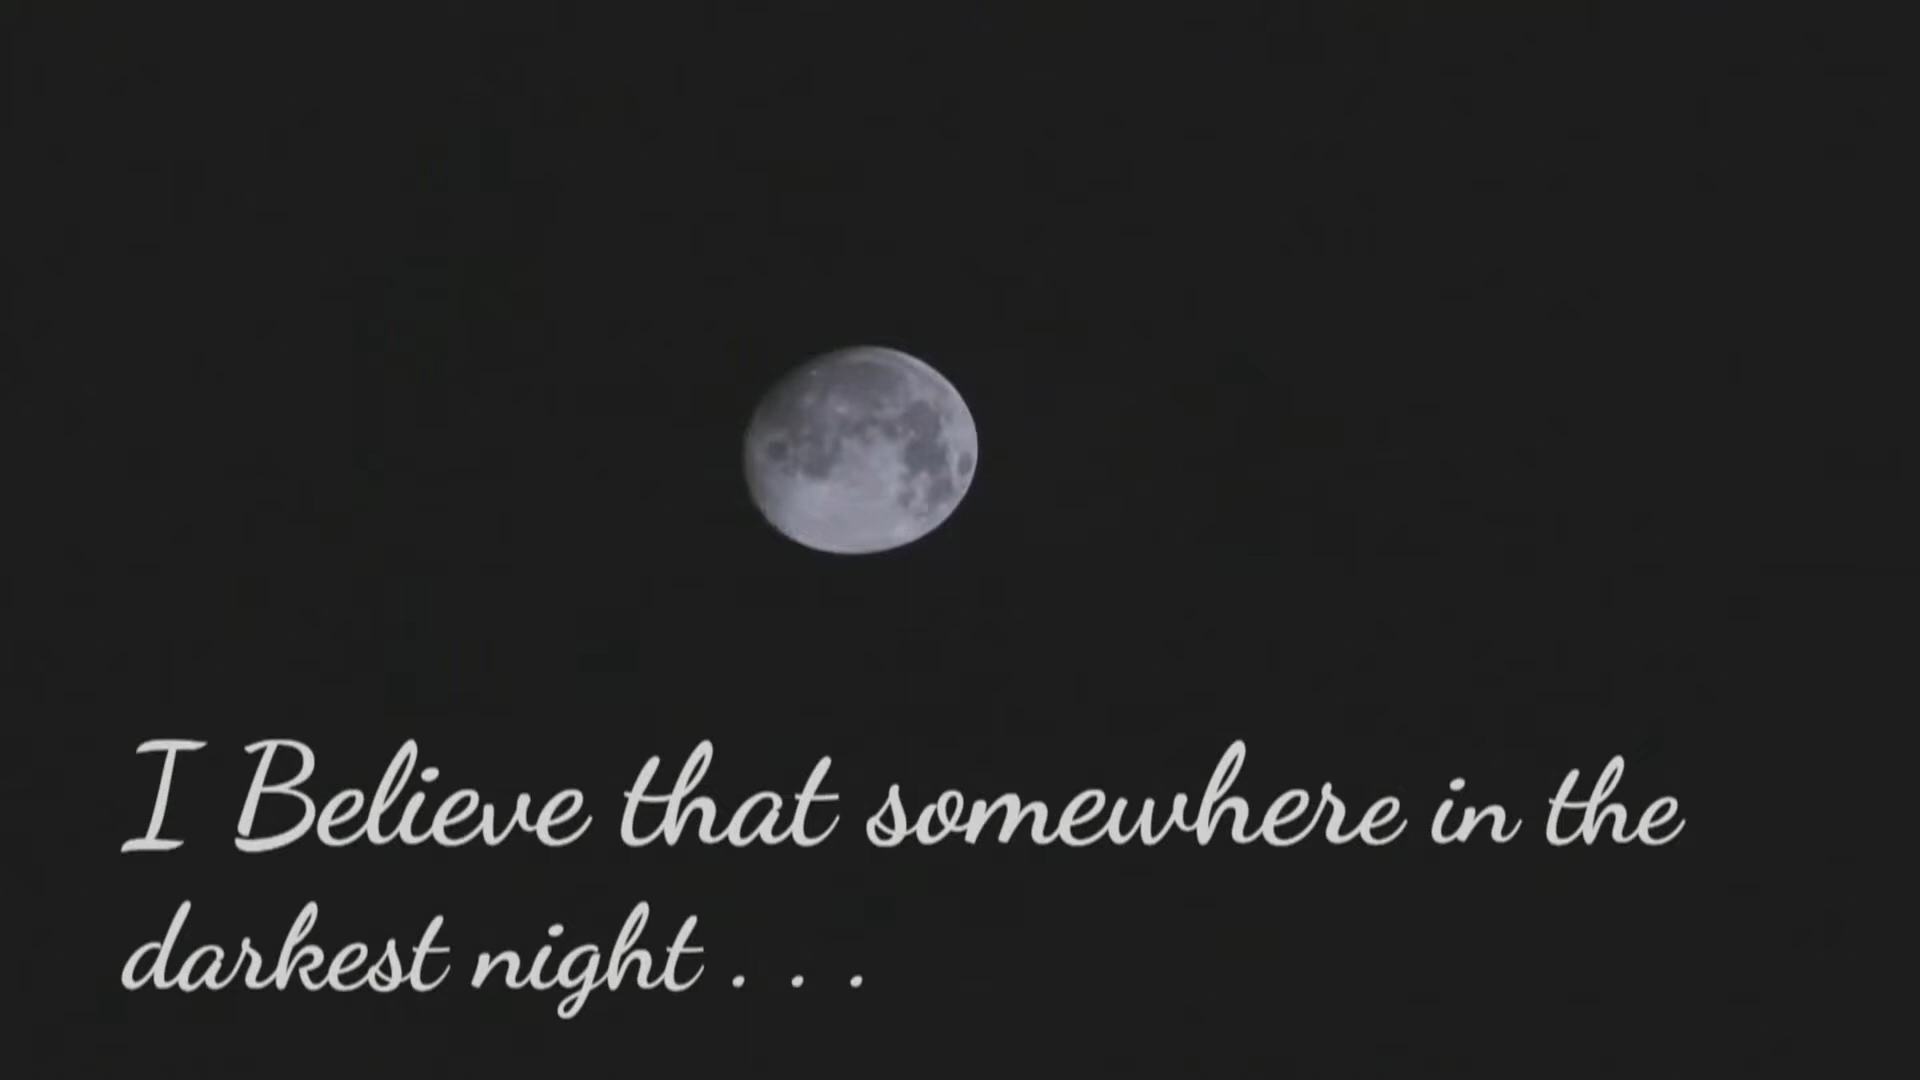 I Believe that somewhere in the
darkest night . . .